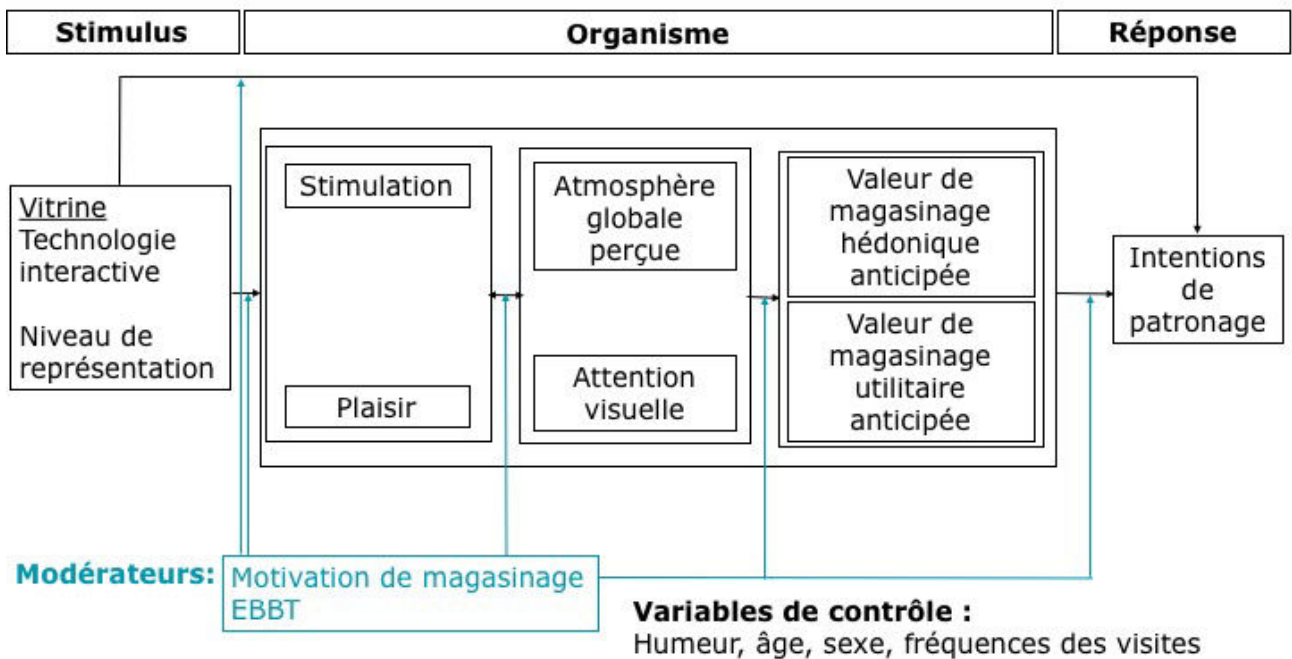 Stimulus
Organisme
Réponse
Vitrine
Technologie
interactive
Niveau de
représentation
Stimulation
Plaisir
Atmosphère
globale
perçue
Attention
visuelle
Valeur de
magasinage
hédonique
anticipée
Valeur de
magasinage
utilitaire
anticipée
Intentions
de
patronage
Modérateurs:
Motivation de magasinage
EBBT
Variables de contrôle :
Humeur, âge, sexe, fréquences des visites